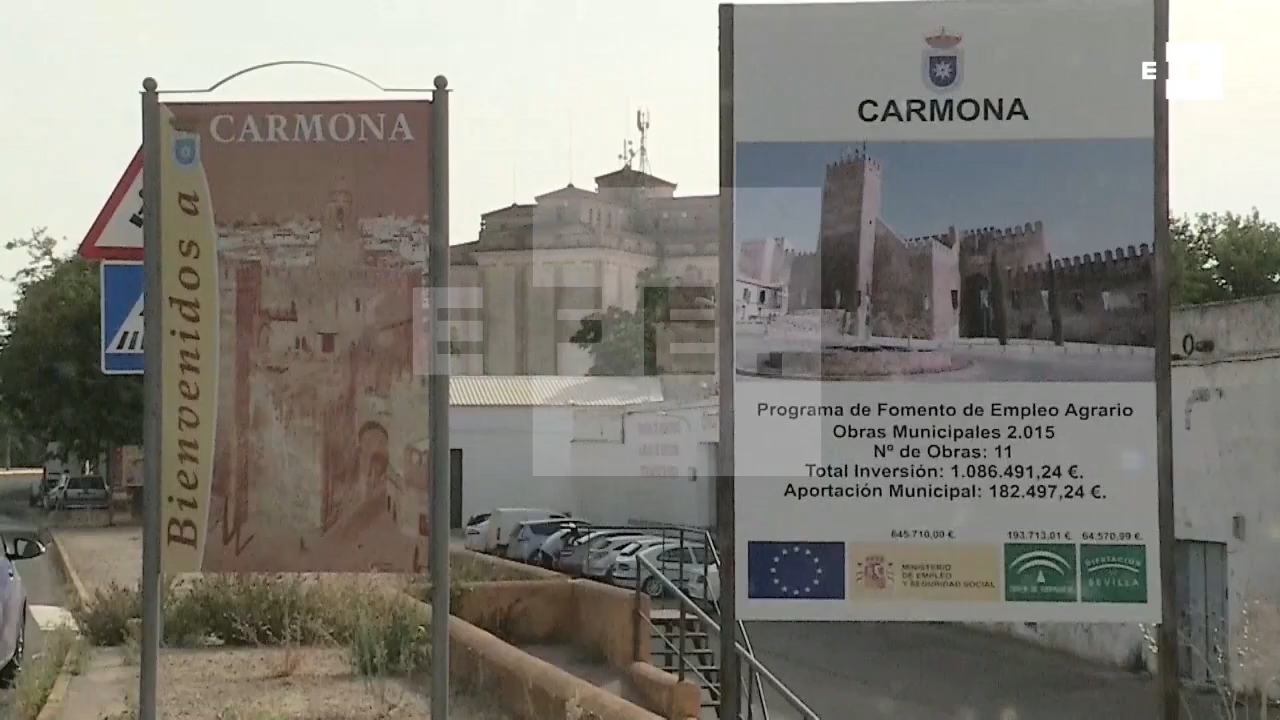 CARMONA
Bienvenidos a
CARMONA
Programa de Fomento de Empleo Agrario
Obras Municipales 2.015
Nº de Obras: 11
Total Inversión: 1.086.491,24 €.
Aportación Municipal: 182.497,24 €.
645.710,00 €.
193.713,01 €.
64.570,99 €.
MINISTERIO
DE EMPLEO
Y SEGURIDAD SOCIAL
DIPUTACIÓN
SEVILLA
EFE
E